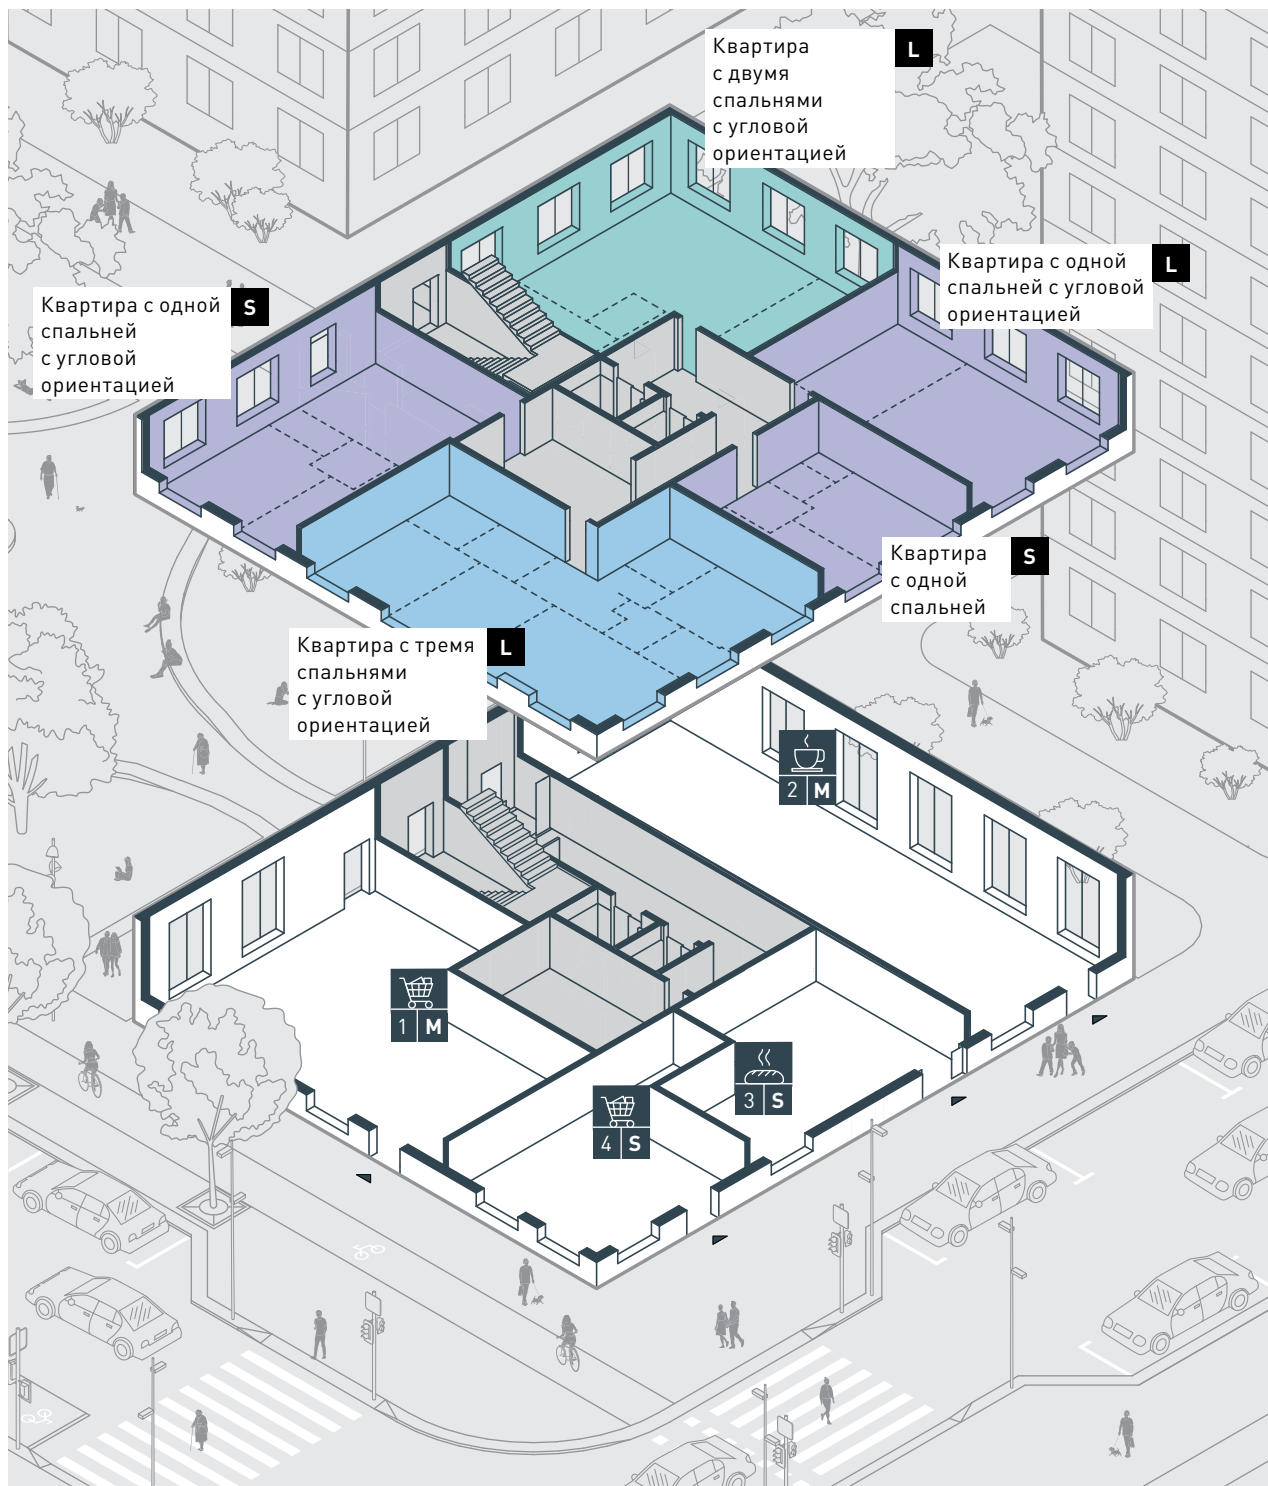 Квартира
с двумя
спальнями
с угловой
ориентацией
L
Квартира с одной
спальней с угловой
ориентацией
L
Квартира с одной
спальней
с угловой
ориентацией
S
Квартира
с одной
спальней
S
Квартира с тремя
спальнями
с угловой
ориентацией
L
2 M
1 M
3 S
4 S